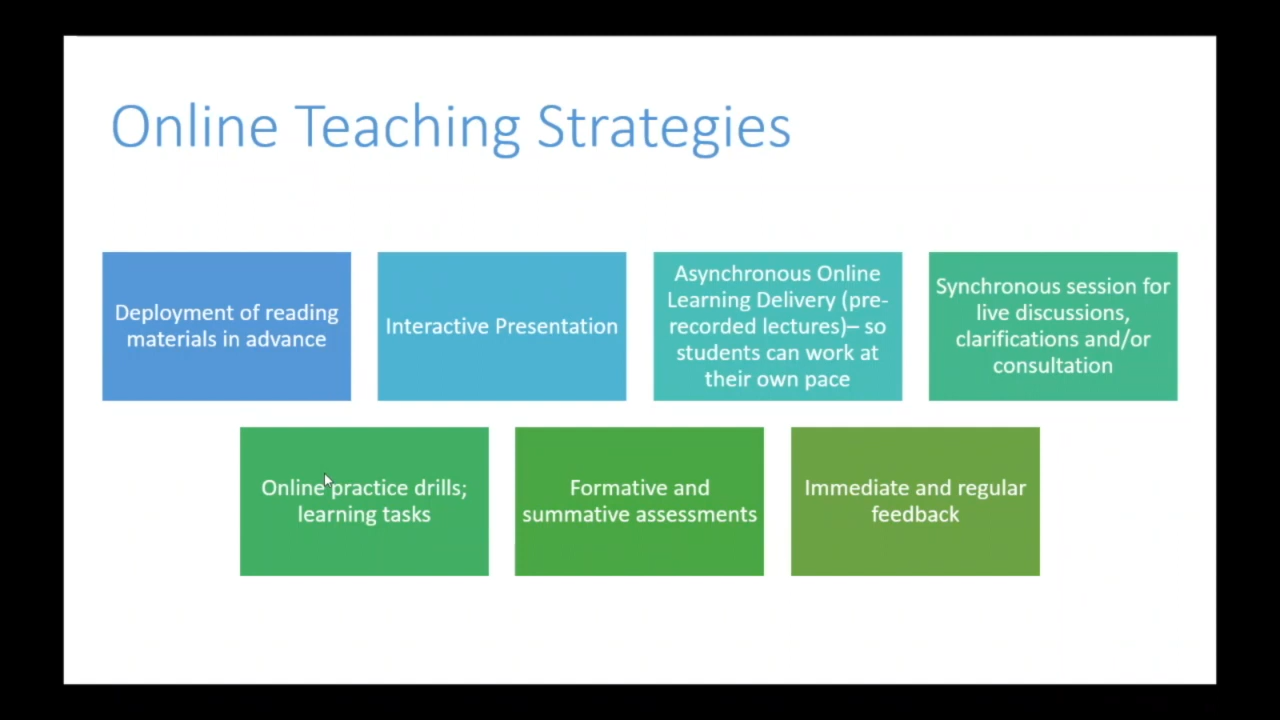 Online Teaching Strategies
Deployment of reading
materials in advance
Interactive Presentation
Asynchronous Online
Learning Delivery (pre-
recorded lectures)– so
students can work at
their own pace
Synchronous session for
live discussions,
clarifications and/or
consultation
Online practice drills;
learning tasks
Formative and
summative assessments
Immediate and regular
feedback